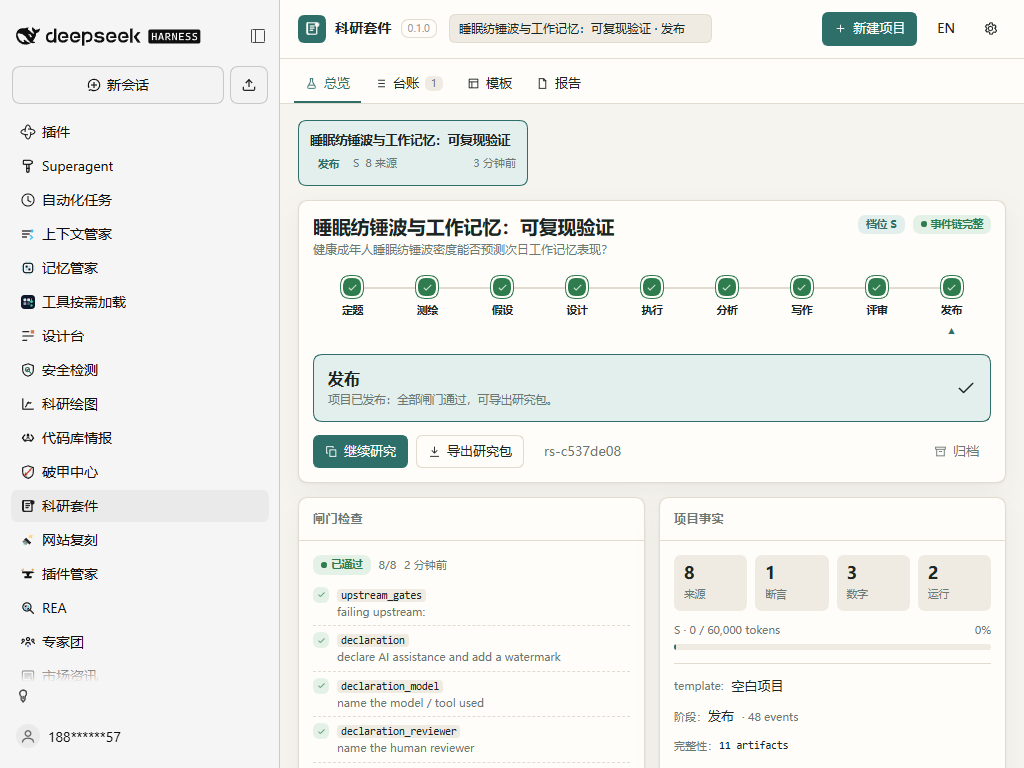 deepseek HARNESS
新会话
插件
Superagent
自动化任务
上下文管家
记忆管家
工具按需加载
设计台
安全检测
科研绘图
代码库情报
破甲中心
科研套件
网站复刻
插件管家
REA
专家团
市场资讯
188******57
科研套件
0.1.0
睡眠纺锤波与工作记忆：可复现验证 · 发布
+ 新建项目
EN
总览
台账 1
模板
报告
睡眠纺锤波与工作记忆：可复现验证
发布 S 8 来源 3 分钟前
睡眠纺锤波与工作记忆：可复现验证
档位 S
事件链完整
健康成年人睡眠纺锤波密度能否预测次日工作记忆表现？
定题 测绘 假设 设计 执行 分析 写作 评审 发布
▲
发布
项目已发布：全部闸门通过，可导出研究包。
继续研究
导出研究包
rs-c537de08
归档
闸门检查
已通过 8/8 2 分钟前
upstream_gates
failing upstream:
declaration
declare AI assistance and add a watermark
declaration_model
name the model / tool used
declaration_reviewer
name the human reviewer
项目事实
8 1 3 2
来源 断言 数字 运行
S · 0 / 60,000 tokens 0%
template: 空白项目
阶段: 发布 · 48 events
完整性: 11 artifacts